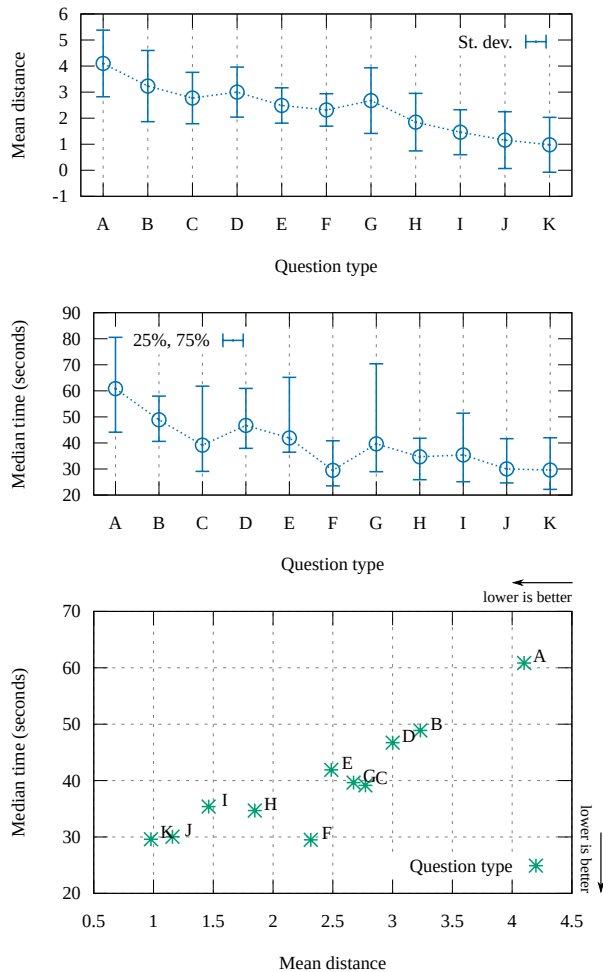 6
5
4
3
2
1
0
-1
Mean distance
St. dev.
A B C D E F G H I J K
Question type
90
80
70
60
50
40
30
20
Median time (seconds)
25%, 75%
A B C D E F G H I J K
Question type
lower is better
70
60
50
40
30
20
Median time (seconds)
A
B
D
E
G
C
I
H
F
K
J
Question type
lower is better
0.5 1 1.5 2 2.5 3 3.5 4 4.5
Mean distance